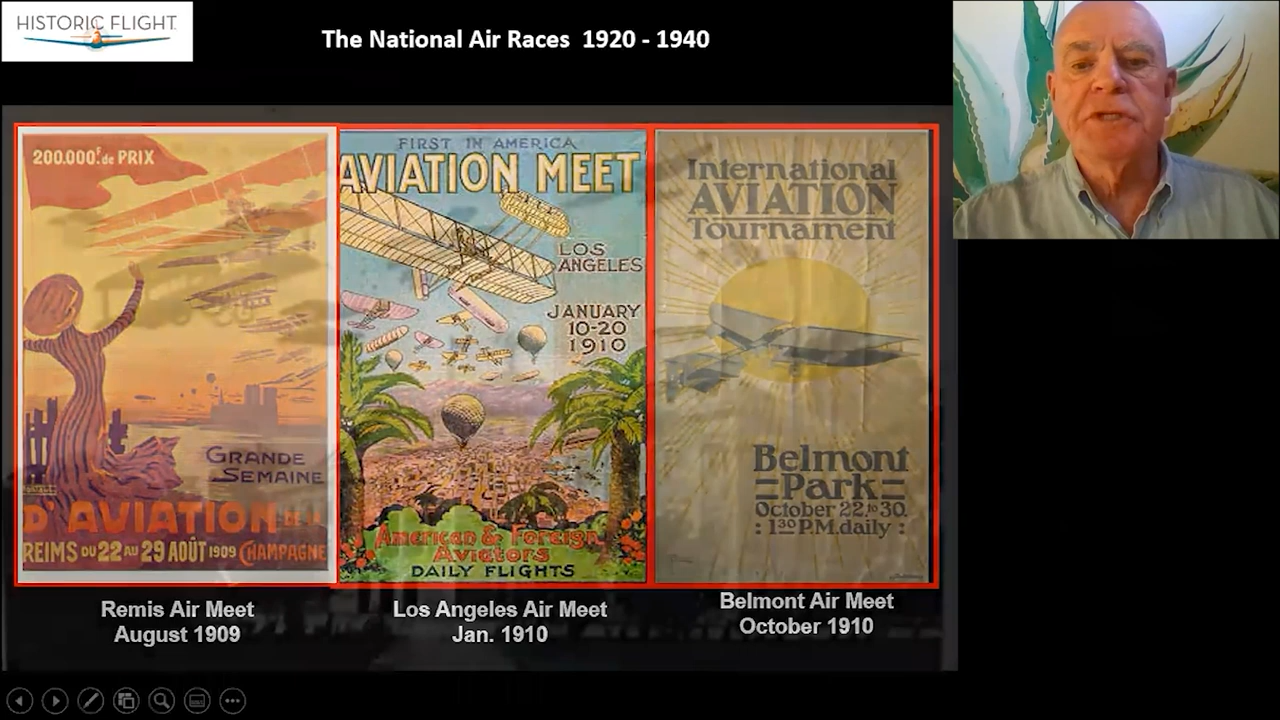 HISTORIC FLIGHT
The National Air Races 1920 - 1940
200.000F. de PRIX
GRANDE
SEMAINE
D'AVIATION DE
REIMS DU 22 AU 29 AOÛT 1909 CHAMPAGNE
FIRST IN AMERICA
AVIATION MEET
LOS
ANGELES
JANUARY
10-20
1910
American & Foreign
Aviators
DAILY FLIGHTS
International
AVIATION
Tournament
Belmont
Park
October 22 to 30.
: 1 30 P.M. daily :
Remis Air Meet
August 1909
Los Angeles Air Meet
Jan. 1910
Belmont Air Meet
October 1910